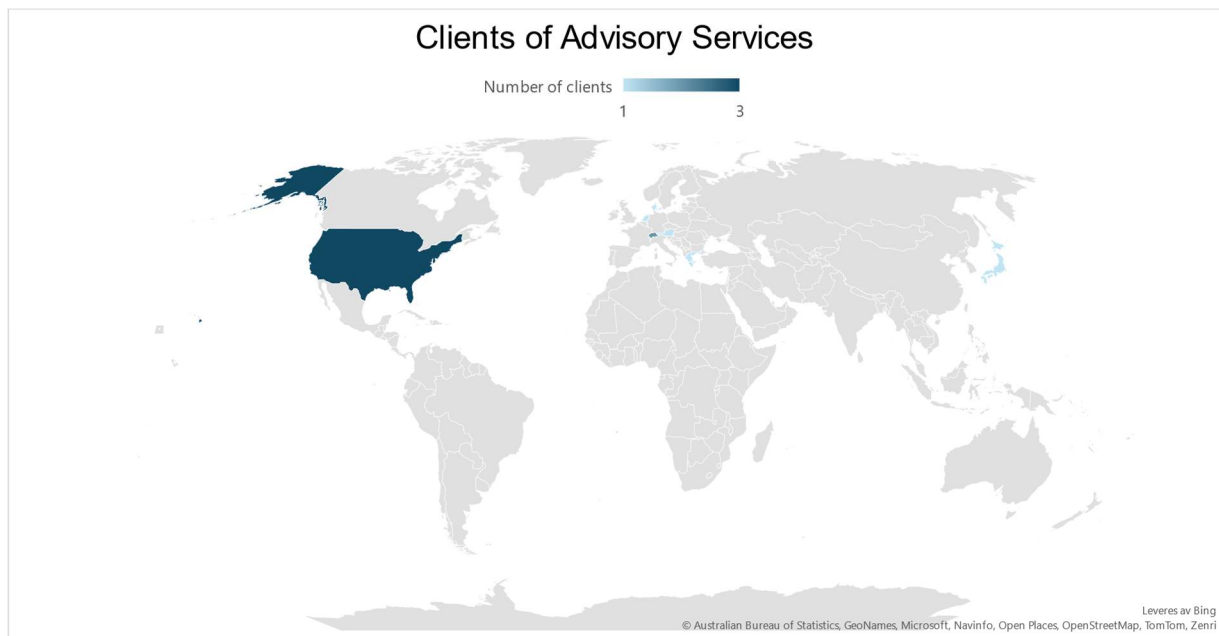 Clients of Advisory Services
Number of clients
1 3
Leveres av Bing
© Australian Bureau of Statistics, GeoNames, Microsoft, Navinfo, Open Places, OpenStreetMap, TomTom, Zenri